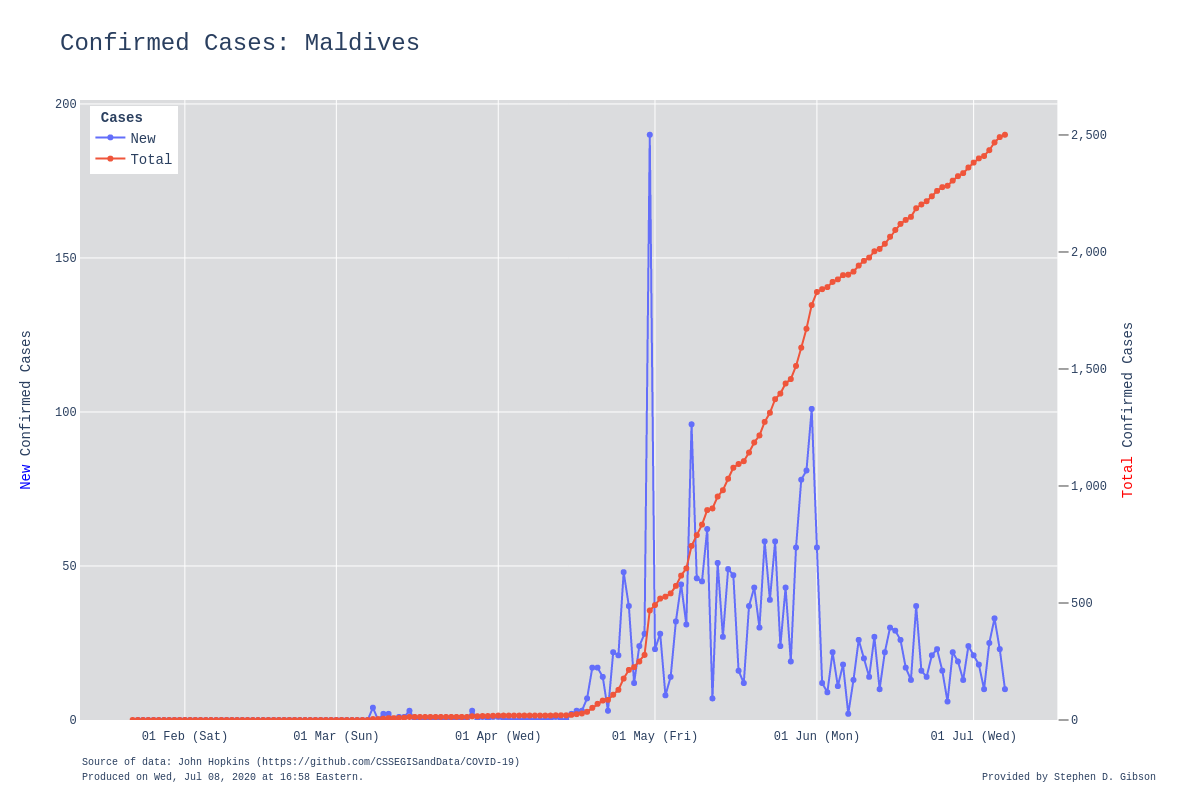 Confirmed Cases: Maldives
Cases
New
Total
200
150
100
50
0
2,500
2,000
1,500
1,000
500
0
New Confirmed Cases
Total Confirmed Cases
01 Feb (Sat)
01 Mar (Sun)
01 Apr (Wed)
01 May (Fri)
01 Jun (Mon)
01 Jul (Wed)
Source of data: John Hopkins (https://github.com/CSSEGISandData/COVID-19)
Produced on Wed, Jul 08, 2020 at 16:58 Eastern.
Provided by Stephen D. Gibson